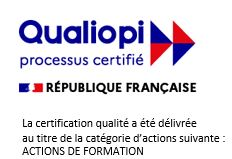 Qualiopi
processus certifié
RÉPUBLIQUE FRANÇAISE
La certification qualité a été délivrée
au titre de la catégorie d'actions suivante :
ACTIONS DE FORMATION